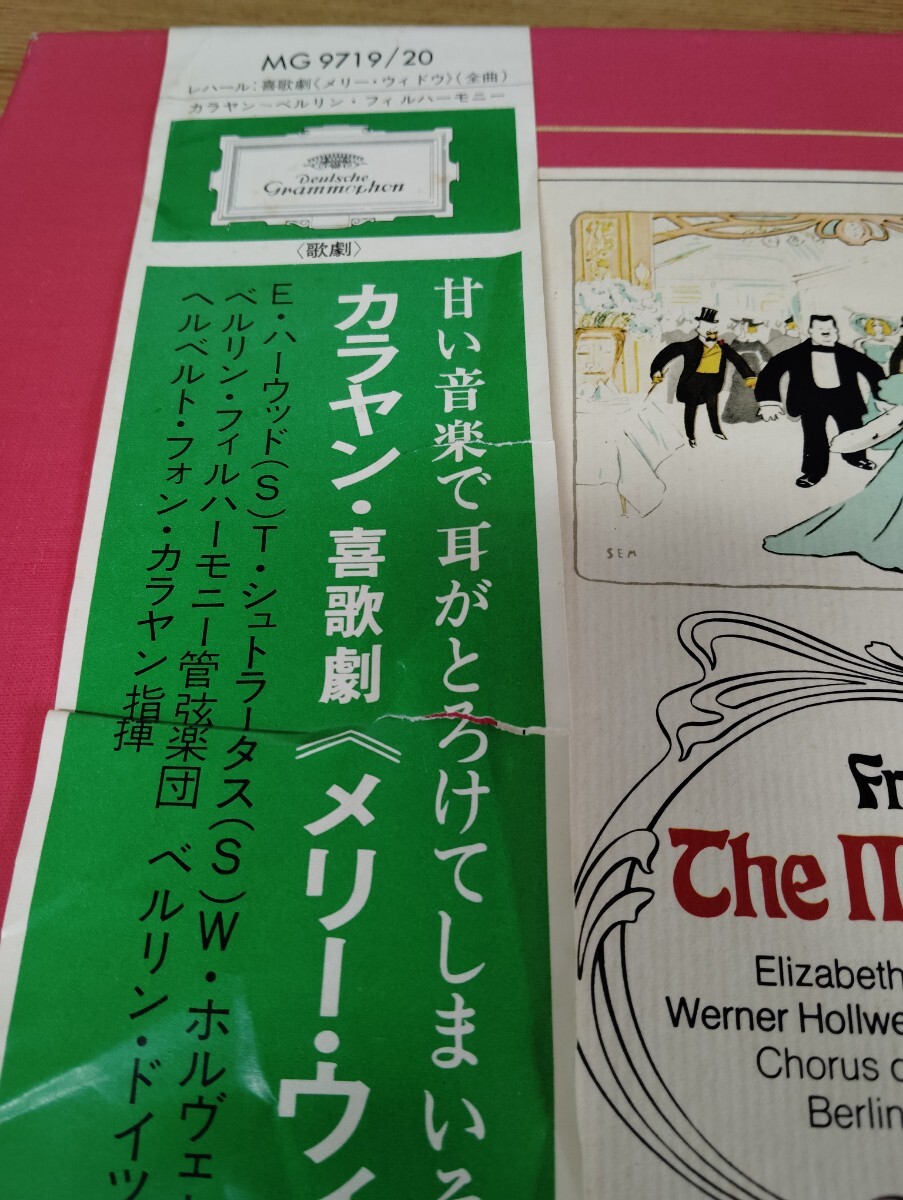 MG 9719/20
レハール:喜歌劇《メリー・ウィドウ》(全曲)
カラヤン−ベルリン・フィルハーモニー
Deutsche
Grammophon
〈歌劇〉
甘い音楽で耳がとろけてしまいそ
カラヤン・喜歌劇《メリー・ウィ
E・ハーウッド(S)T・シュトラータス(S)W・ホルヴェ
ベルリン・フィルハーモニー管弦楽団 ベルリン・ドイツ
ヘルベルト・フォン・カラヤン指揮
SEM
Fr
The M
Elizabeth
Werner Hollwe
Chorus o
Berlin